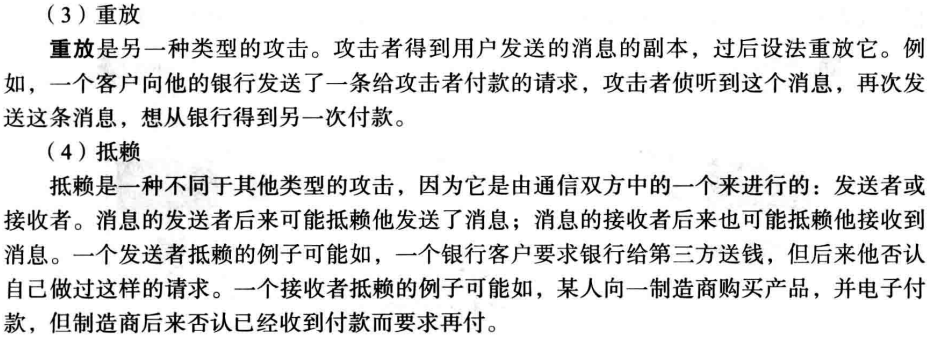 （3）重放
重放是另一种类型的攻击。攻击者得到用户发送的消息的副本，过后设法重放它。例
如，一个客户向他的银行发送了一条给攻击者付款的请求，攻击者侦听到这个消息，再次发
送这条消息，想从银行得到另一次付款。
（4）抵赖
抵赖是一种不同于其他类型的攻击，因为它是由通信双方中的一个来进行的：发送者或
接收者。消息的发送者后来可能抵赖他发送了消息；消息的接收者后来也可能抵赖他接收到
消息。一个发送者抵赖的例子可能如，一个银行客户要求银行给第三方送钱，但后来他否认
自己做过这样的请求。一个接收者抵赖的例子可能如，某人向一制造商购买产品，并电子付
款，但制造商后来否认已经收到付款而要求再付。